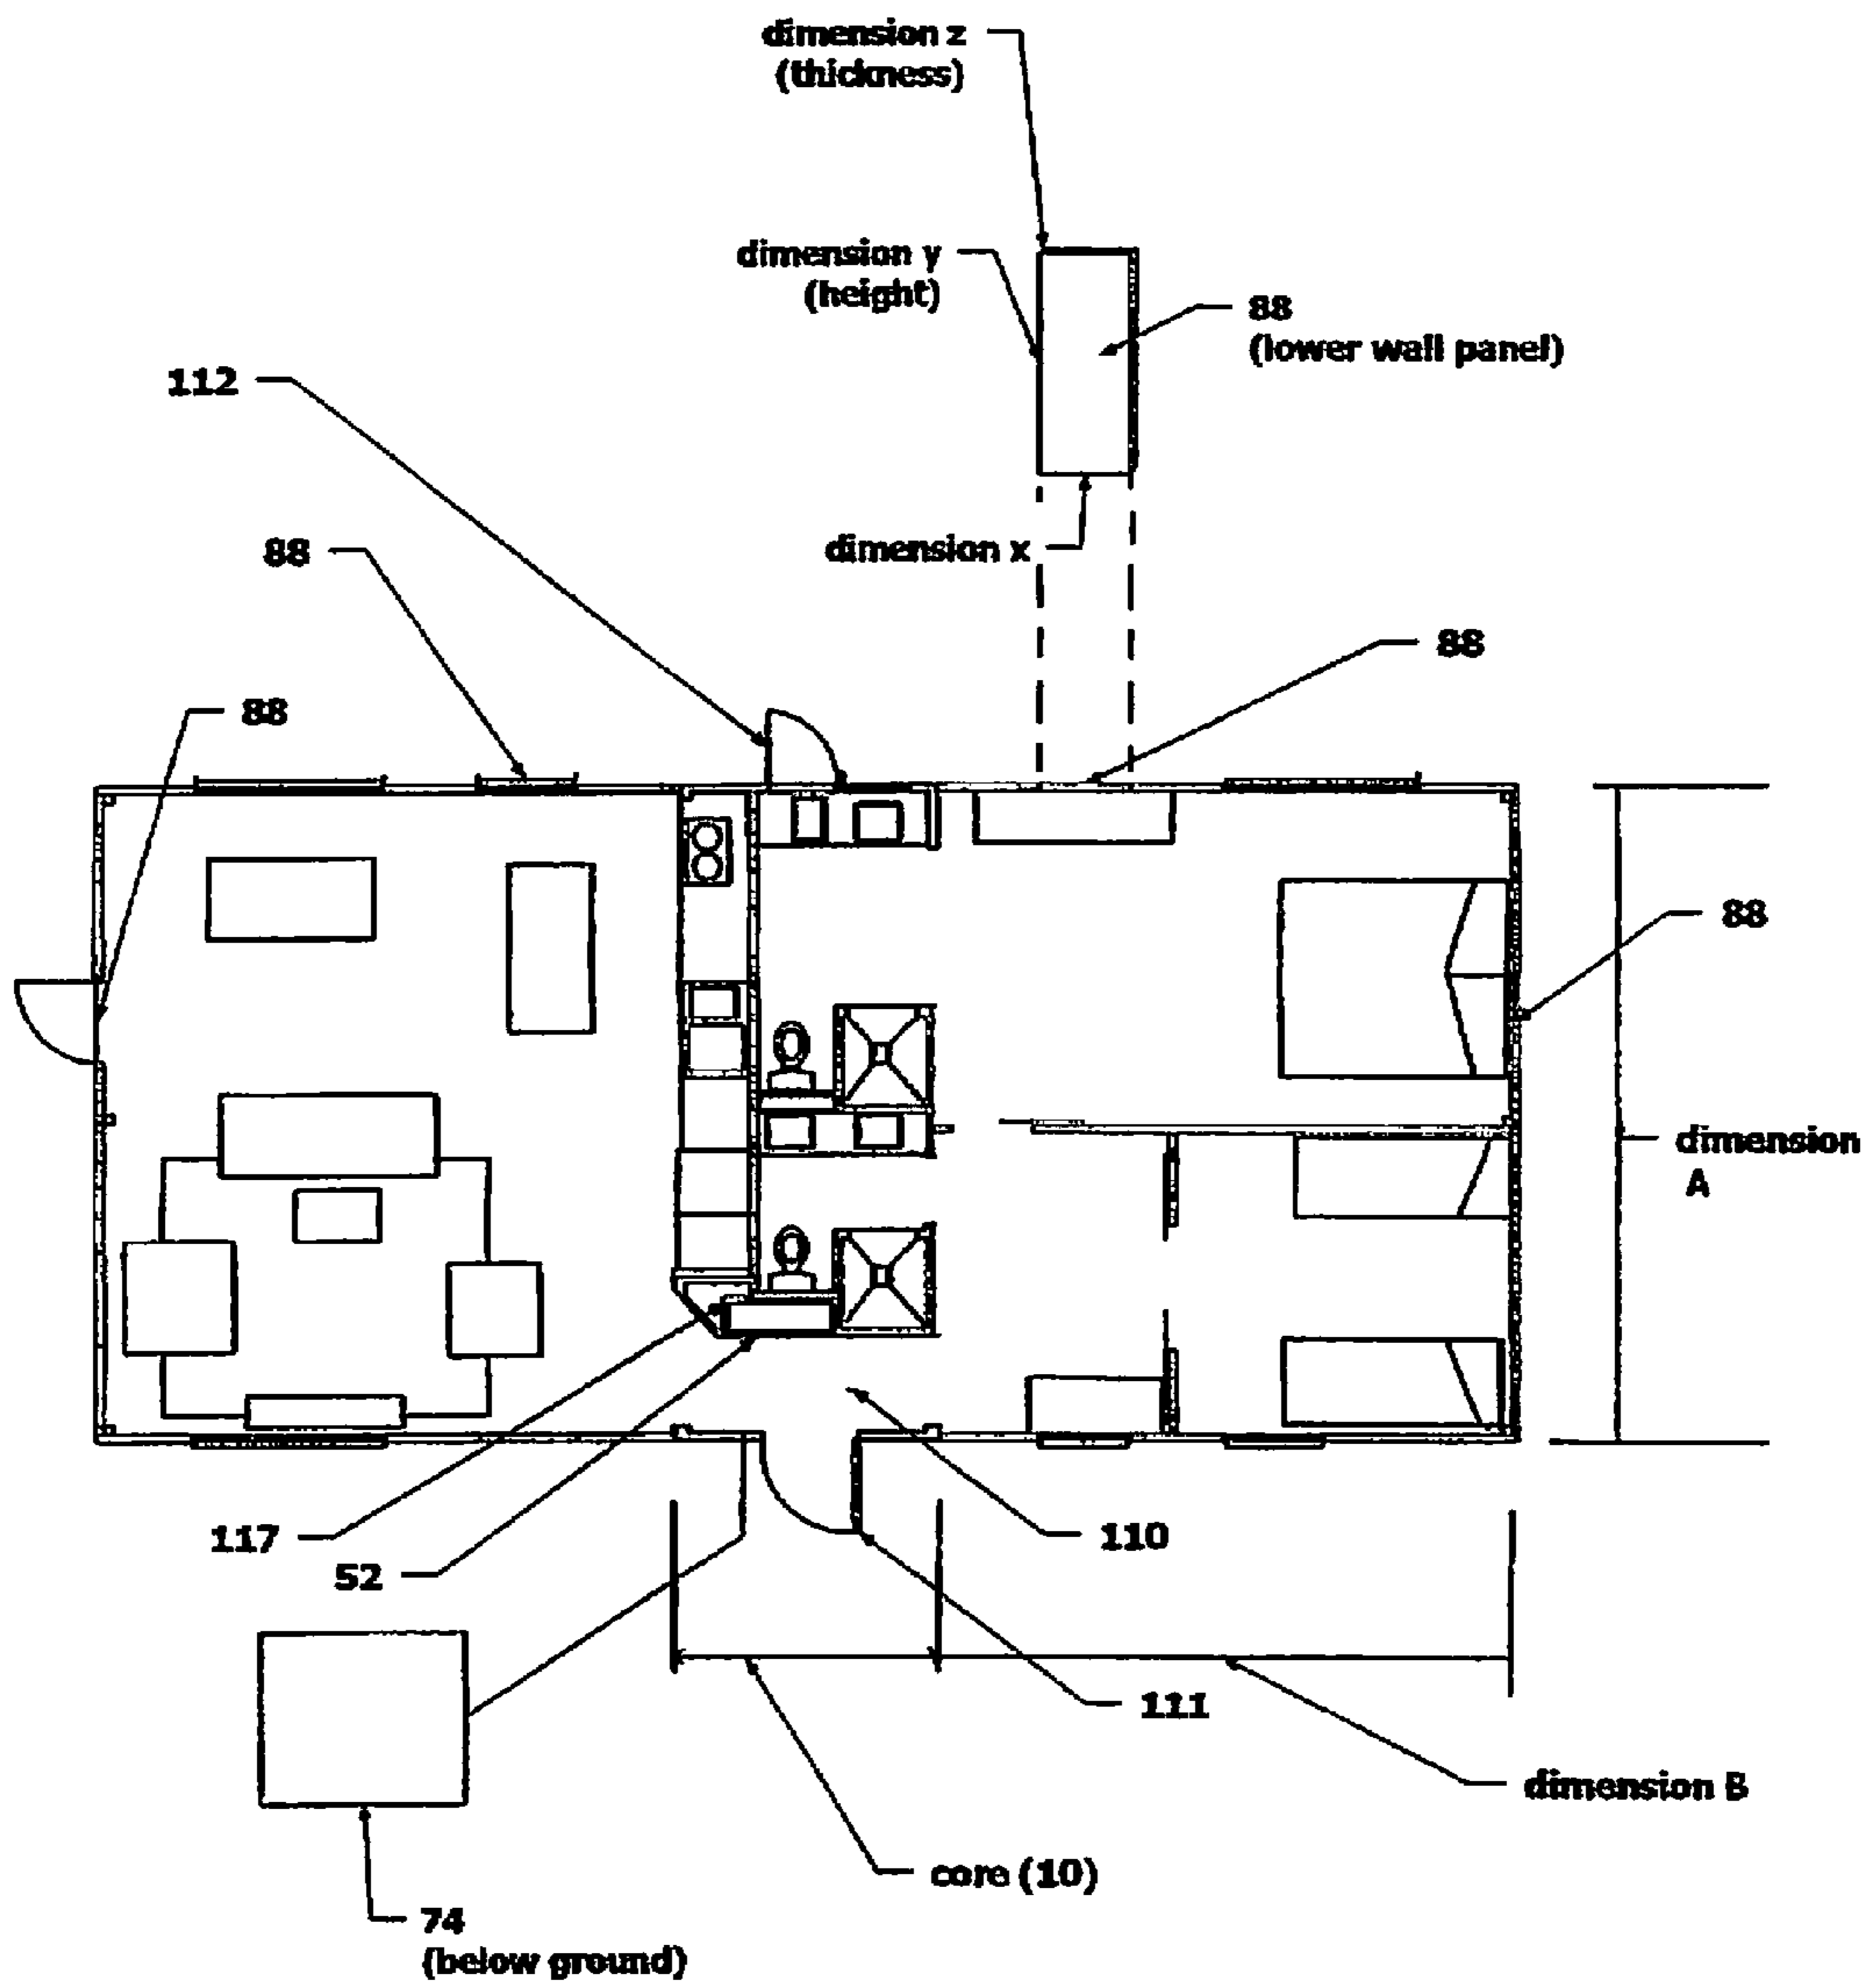 dimension z
(thickness)
dimension y
(height)
88
(lower wall panel)
112
88
dimension x
88
88
88
dimension
A
117
52
110
111
dimension B
core (10)
74
(below ground)